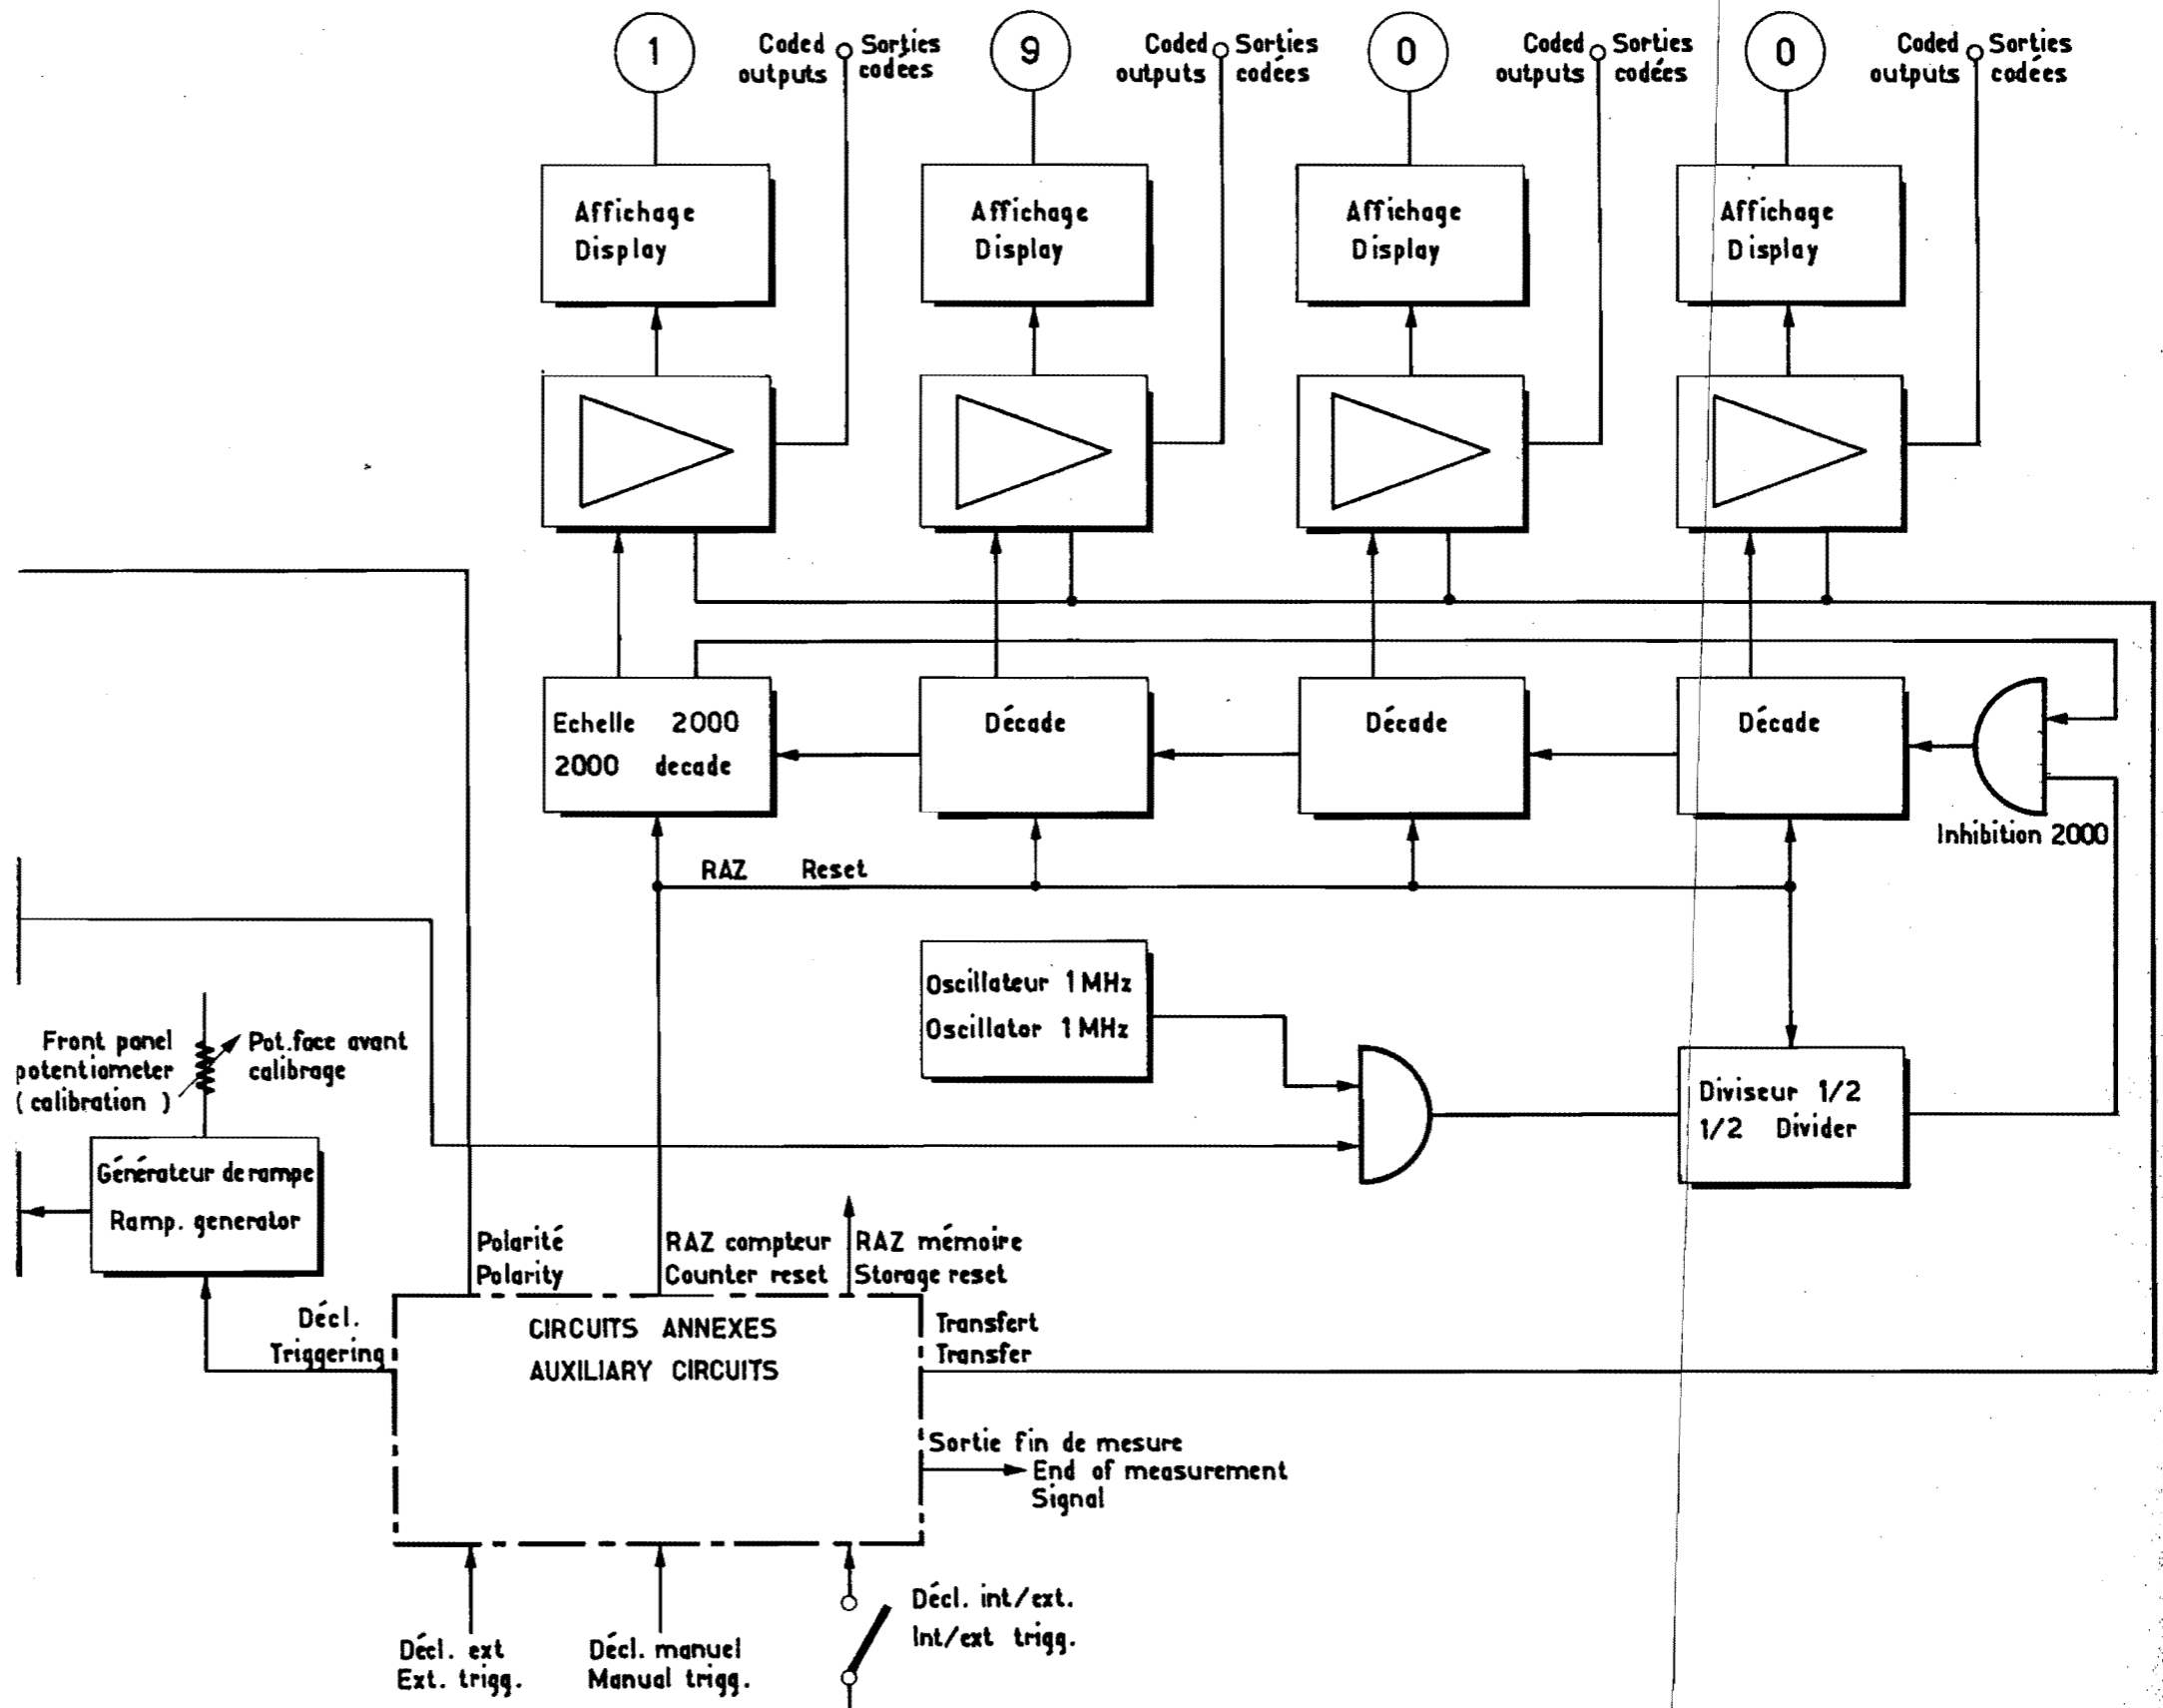 1
Coded outputs
Sorties codées
9
Coded outputs
Sorties codées
0
Coded outputs
Sorties codées
0
Coded outputs
Sorties codées
Affichage
Display
Affichage
Display
Affichage
Display
Affichage
Display
Echelle 2000
2000 decade
Décade
Décade
Décade
Inhibition 2000
RAZ Reset
Oscillateur 1 MHz
Oscillator 1 MHz
Front panel
potentiometer
( calibration )
Pot. face avant
calibrage
Diviseur 1/2
1/2 Divider
Générateur de rampe
Ramp. generator
Polarité
Polarity
RAZ compteur
Counter reset
RAZ mémoire
Storage reset
Décl.
Triggering
CIRCUITS ANNEXES
AUXILIARY CIRCUITS
Transfert
Transfer
Sortie fin de mesure
End of measurement
Signal
Décl. ext
Ext. trigg.
Décl. manuel
Manual trigg.
Décl. int/ext.
Int/ext trigg.